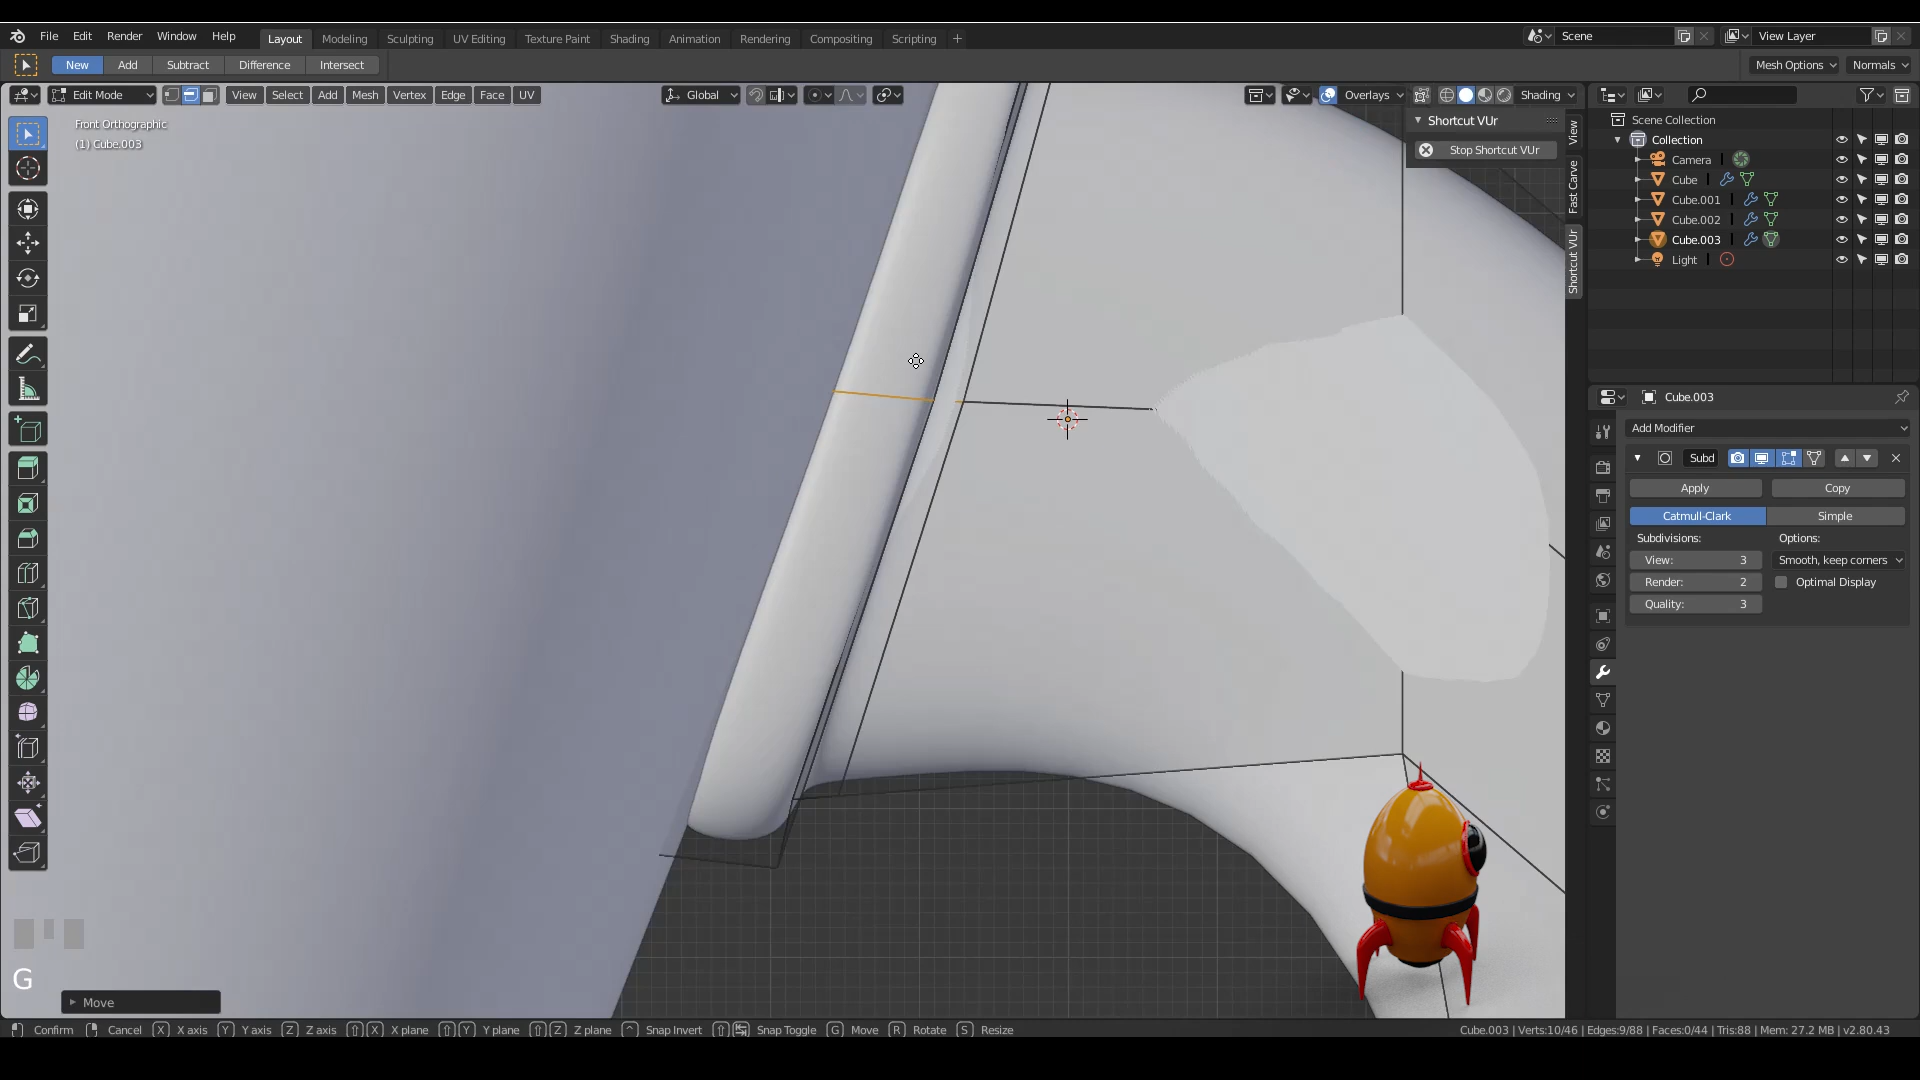 File Edit Render Window Help Layout Modeling Sculpting UV Editing Texture Paint Shading Animation Rendering Compositing Scripting + Scene View Layer
New Add Subtract Difference Intersect Mesh Options Normals
Edit Mode View Select Add Mesh Vertex Edge Face UV Global Overlays Shading
Front Orthographic
(1) Cube.003
Shortcut VUr
Stop Shortcut VUr
View
Fast Carve
Shortcut VUr
Scene Collection
Collection
Camera
Cube
Cube.001
Cube.002
Cube.003
Light
Cube.003
Add Modifier
Subd
Apply Copy
Catmull-Clark Simple
Subdivisions: Options:
View: 3 Smooth, keep corners
Render: 2 Optimal Display
Quality: 3
G
Move
Confirm Cancel X X axis Y Y axis Z Z axis X X plane Y Y plane Z Z plane Snap Invert Snap Toggle G Move R Rotate S Resize
Cube.003 | Verts:10/46 | Edges:9/88 | Faces:0/44 | Tris:88 | Mem: 27.2 MB | v2.80.43